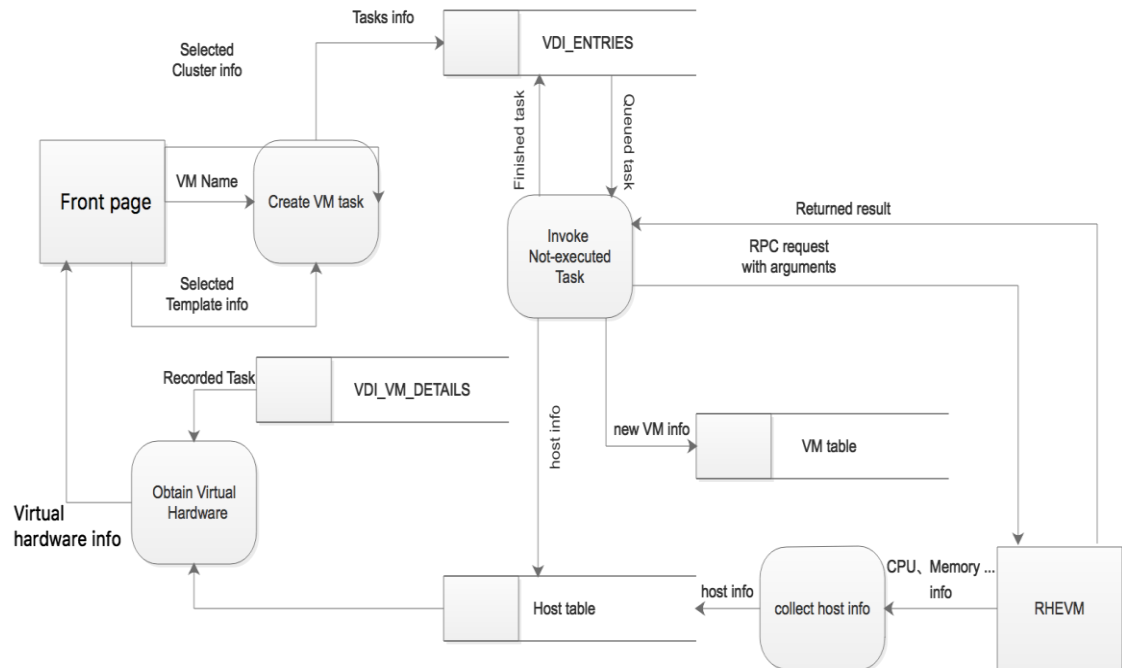 Tasks info
VDI_ENTRIES
Selected
Cluster info
Finished task
Queued task
Front page
VM Name
Create VM task
Invoke
Not-executed
Task
Returned result
RPC request
with arguments
Selected
Template info
Recorded Task
VDI_VM_DETAILS
host info
new VM info
VM table
Obtain Virtual
Hardware
Virtual
hardware info
Host table
host info
collect host info
CPU、Memory ...
info
RHEVM